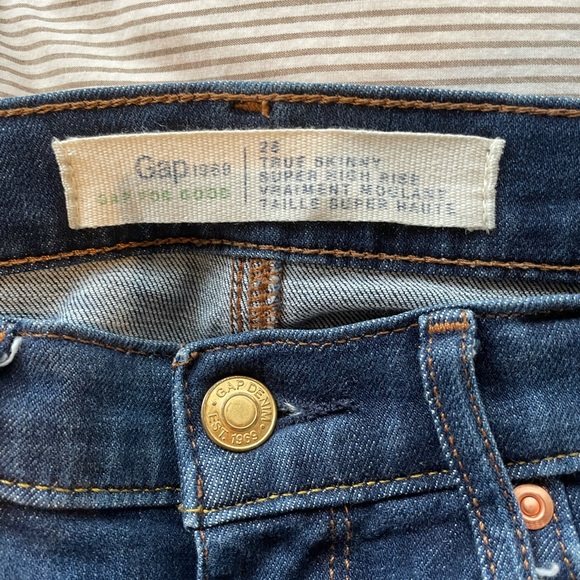 Gap 1969
GAP FOR GOOD
26
TRUE SKINNY
SUPER HIGH RISE
VRAIMENT MOULANT
TAILLE SUPER HAUTE
GAP DENIM
EST. 1969